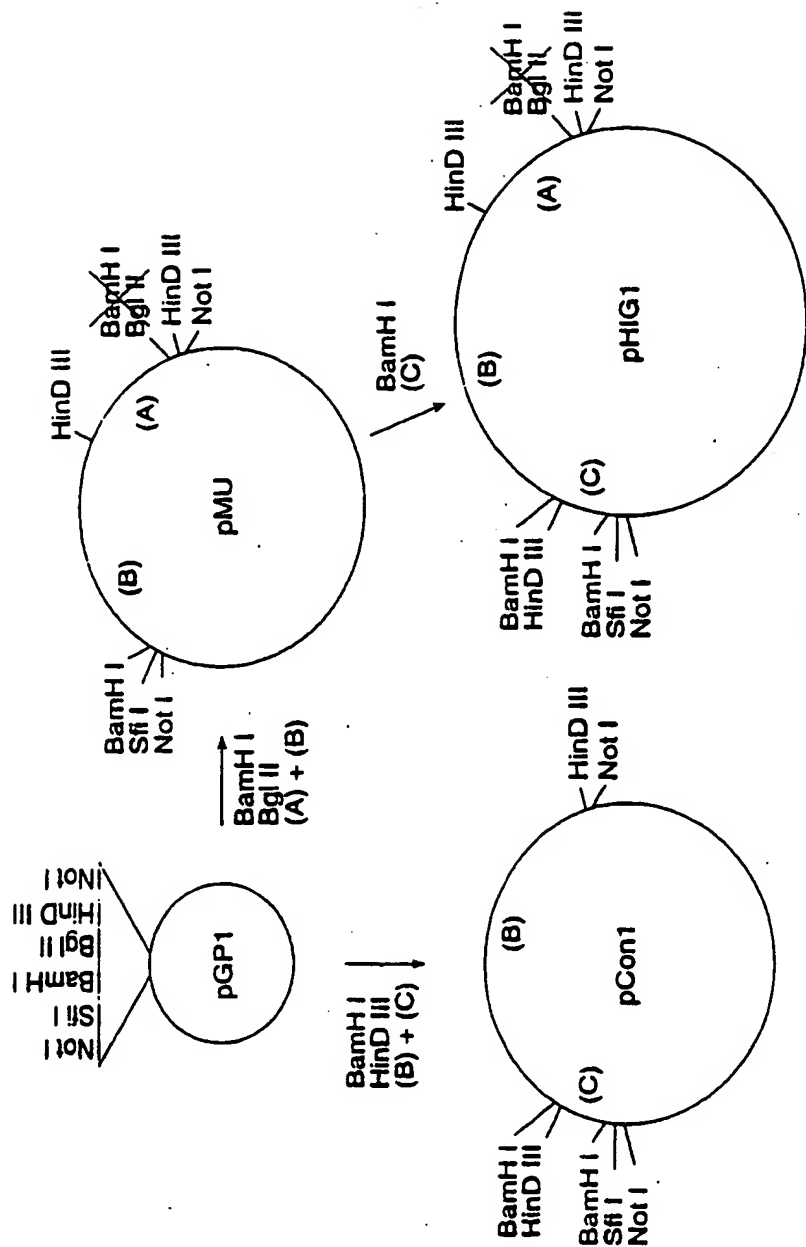 Not I
Sfi I
BamH I
Bgl II
HinD III
Not I
pGP1
BamH I
Bgl II
(A) + (B)
BamH I
Sfi I
Not I
(B)
HinD III
(A)
BamH I
Bgl II
HinD III
Not I
pMU
BamH I
HinD III
(B) + (C)
BamH I
HinD III
(C)
BamH I
Sfi I
Not I
(B)
HinD III
Not I
pCon1
BamH I
(C)
BamH I
HinD III
(C)
BamH I
Sfi I
Not I
(B)
HinD III
(A)
BamH I
Bgl II
HinD III
Not I
pHIG1